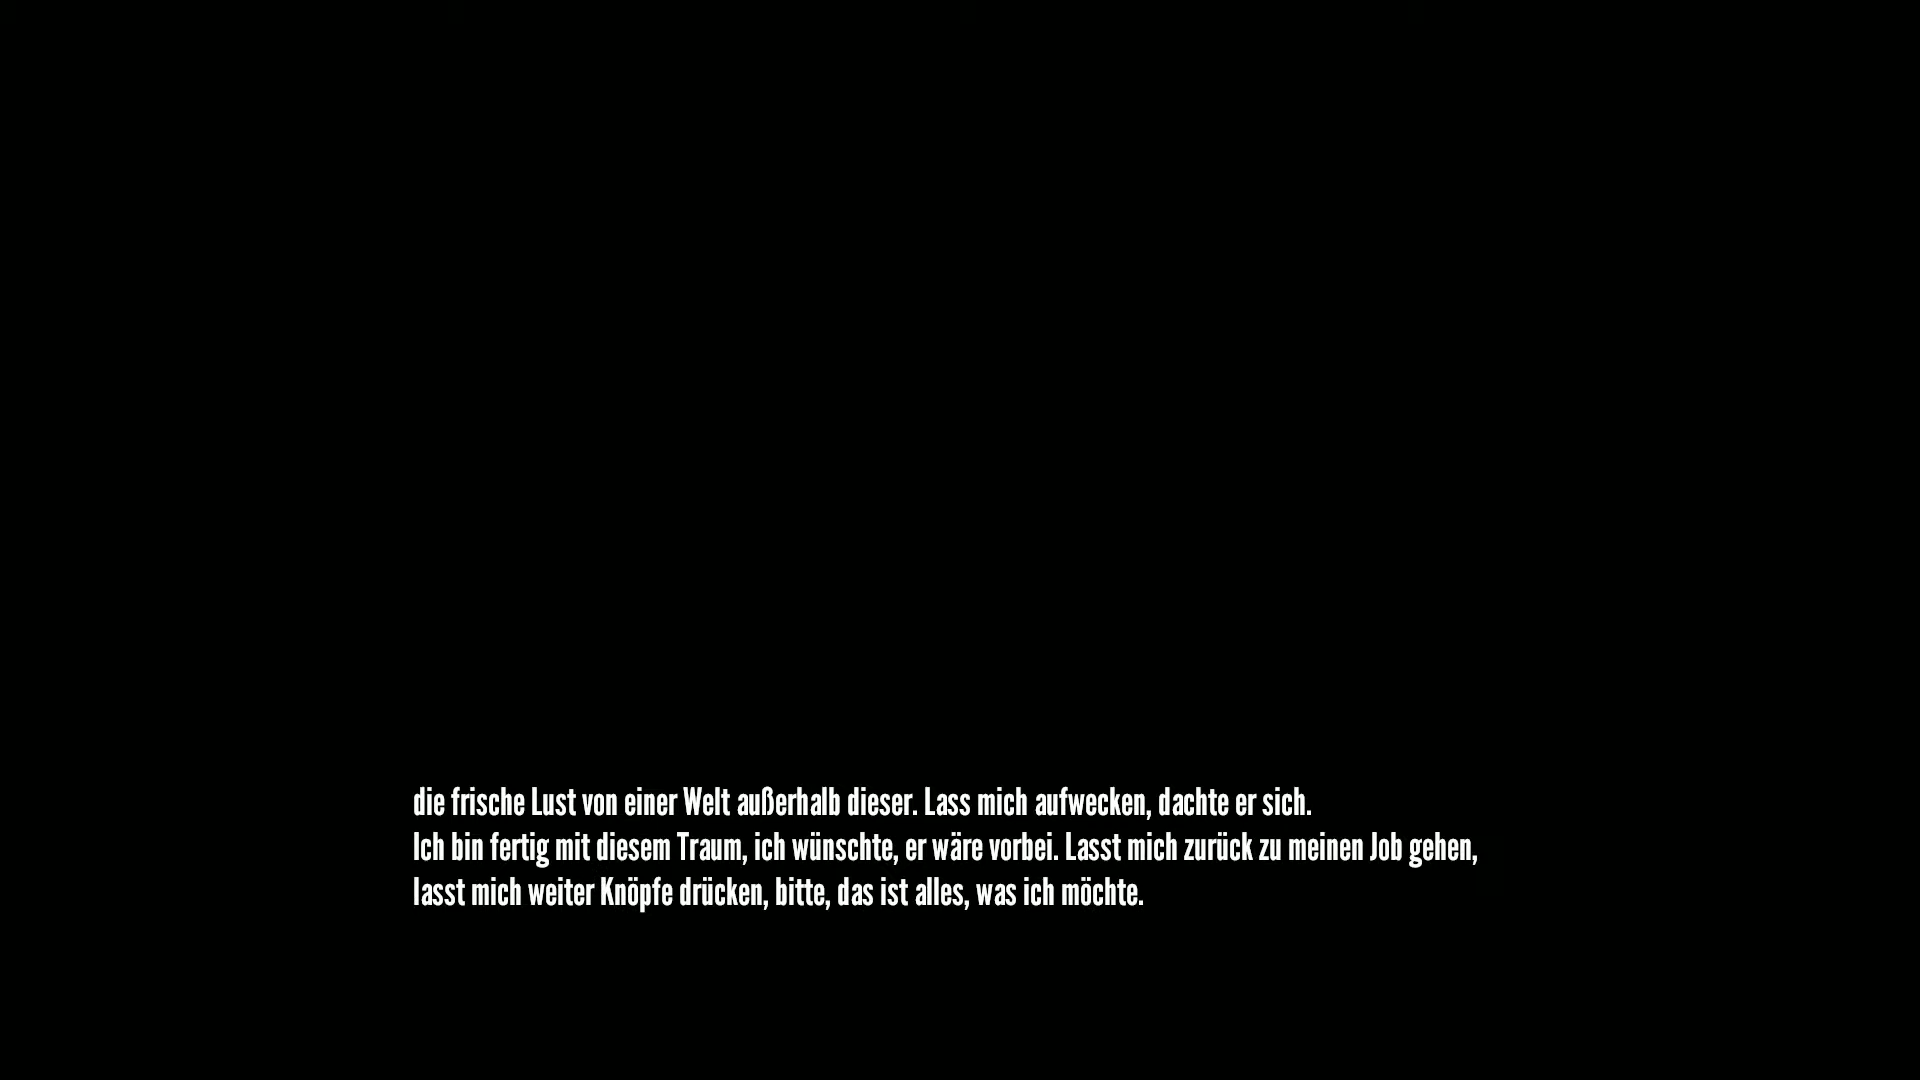 die frische Lust von einer Welt außerhalb dieser. Lass mich aufwecken, dachte er sich.
Ich bin fertig mit diesem Traum, ich wünschte, er wäre vorbei. Lasst mich zurück zu meinen Job gehen,
lasst mich weiter Knöpfe drücken, bitte, das ist alles, was ich möchte.